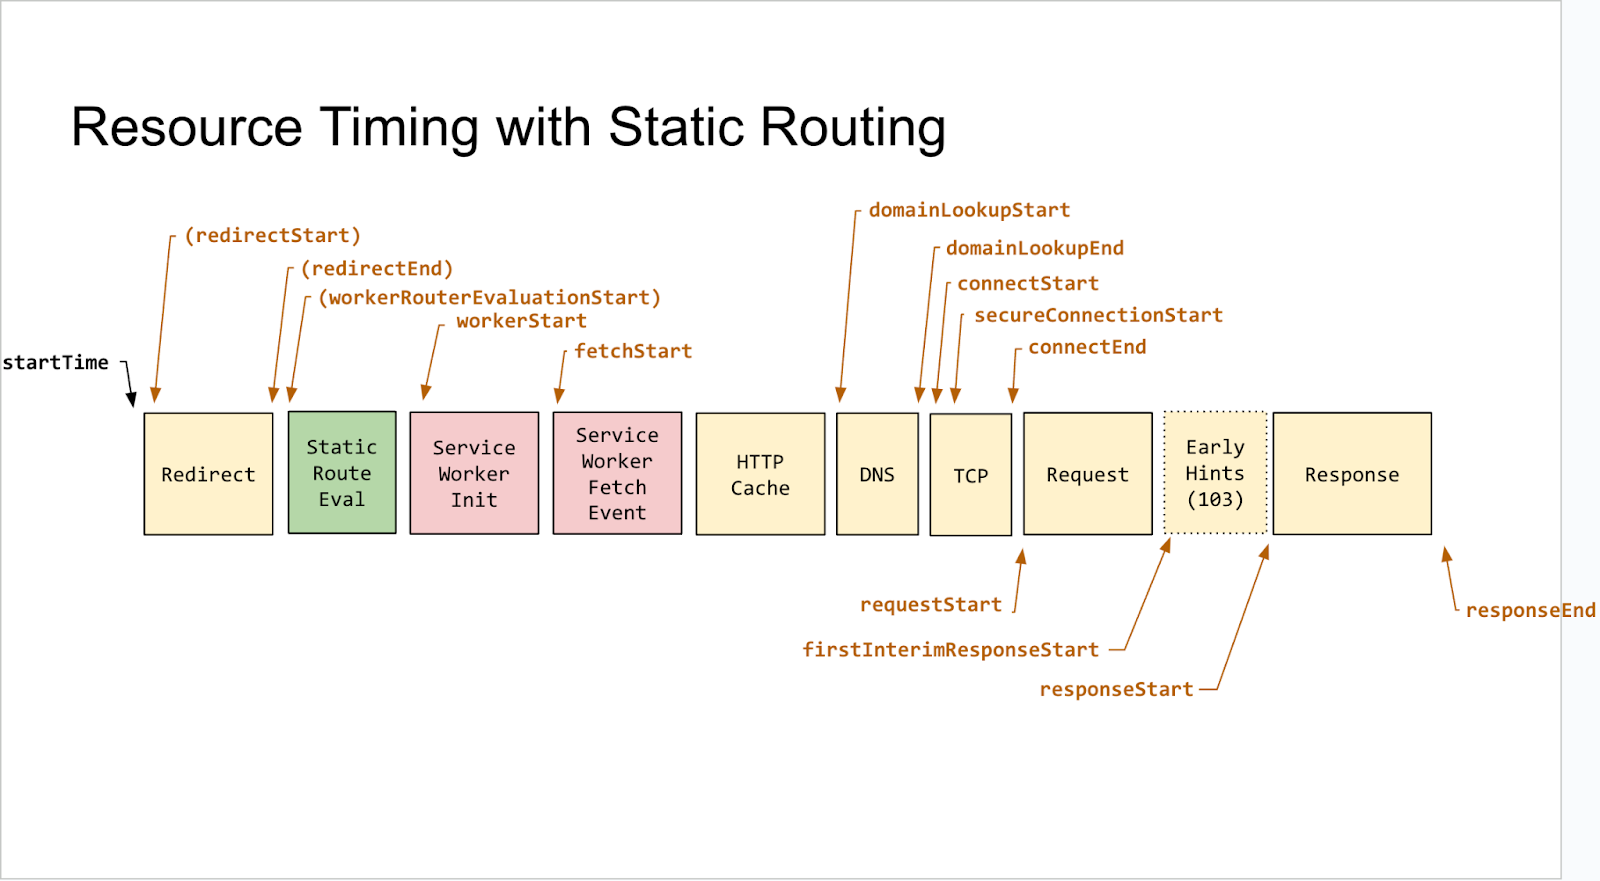 Resource Timing with Static Routing
domainLookupStart
(redirectStart)
domainLookupEnd
(redirectEnd)
connectStart
(workerRouterEvaluationStart)
secureConnectionStart
workerStart
connectEnd
fetchStart
startTime
Redirect
Static
Route
Eval
Service
Worker
Init
Service
Worker
Fetch
Event
HTTP
Cache
DNS
TCP
Request
Early
Hints
(103)
Response
requestStart
responseEnd
firstInterimResponseStart
responseStart